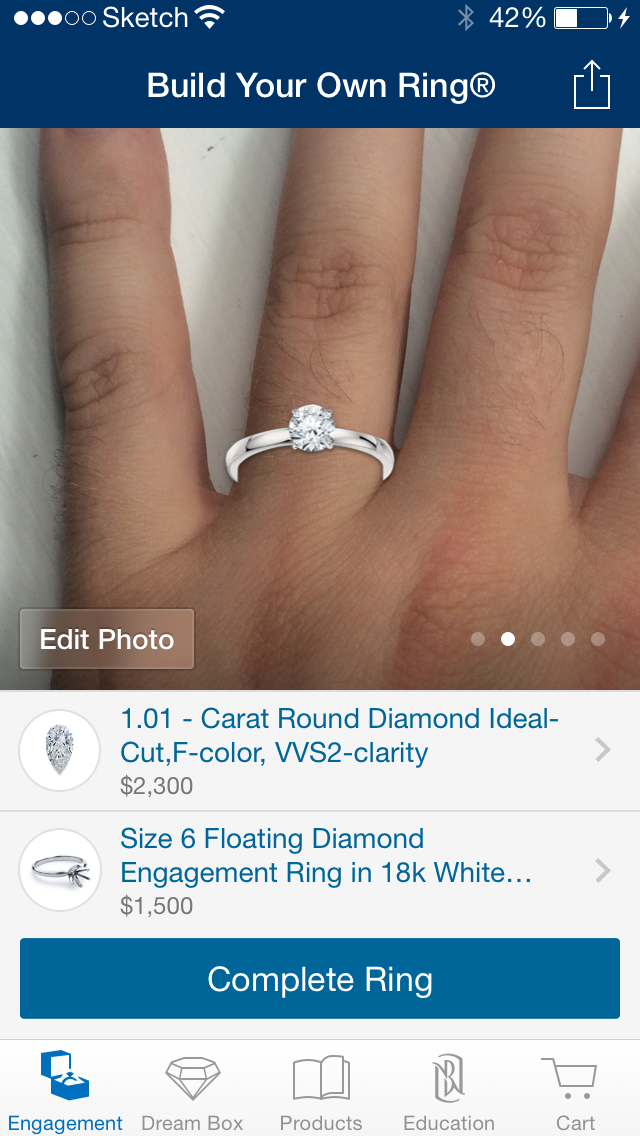 Sketch 42%
Build Your Own Ring®
Edit Photo
1.01 - Carat Round Diamond Ideal-
Cut,F-color, VVS2-clarity
$2,300
Size 6 Floating Diamond
Engagement Ring in 18k White...
$1,500
Complete Ring
Engagement Dream Box Products Education Cart